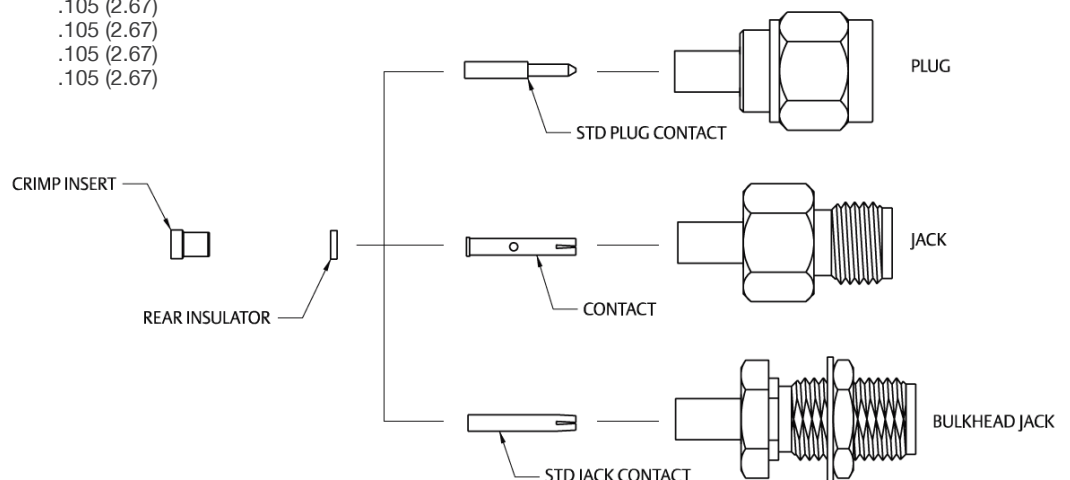 .105 (2.67)
.105 (2.67)
.105 (2.67)
.105 (2.67)
PLUG
STD PLUG CONTACT
CRIMP INSERT
JACK
REAR INSULATOR
CONTACT
BULKHEAD JACK
STD JACK CONTACT